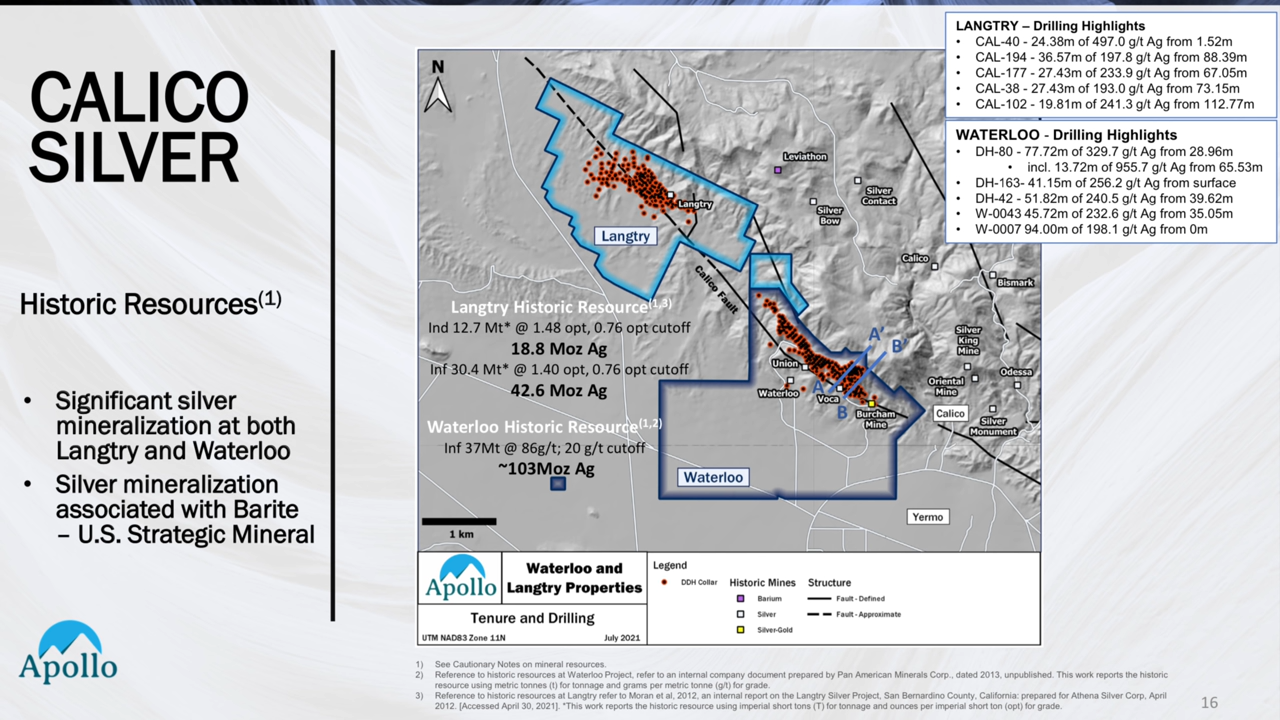 CALICO
SILVER
Historic Resources(1)
• Significant silver
mineralization at both
Langtry and Waterloo
• Silver mineralization
associated with Barite
– U.S. Strategic Mineral
Apollo
LANGTRY – Drilling Highlights
• CAL-40 - 24.38m of 497.0 g/t Ag from 1.52m
• CAL-194 - 36.57m of 197.8 g/t Ag from 88.39m
• CAL-177 - 27.43m of 233.9 g/t Ag from 67.05m
• CAL-38 - 27.43m of 193.0 g/t Ag from 73.15m
• CAL-102 - 19.81m of 241.3 g/t Ag from 112.77m
WATERLOO - Drilling Highlights
• DH-80 - 77.72m of 329.7 g/t Ag from 28.96m
• incl. 13.72m of 955.7 g/t Ag from 65.53m
• DH-163- 41.15m of 256.2 g/t Ag from surface
• DH-42 - 51.82m of 240.5 g/t Ag from 39.62m
• W-0043 45.72m of 232.6 g/t Ag from 35.05m
• W-0007 94.00m of 198.1 g/t Ag from 0m
N
Leviathon
Silver
Contact
Silver
Bow
Langtry
Langtry
Calico
Bismark
Calico Fault
Langtry Historic Resource(1,3)
Ind 12.7 Mt* @ 1.48 opt, 0.76 opt cutoff
18.8 Moz Ag
Inf 30.4 Mt* @ 1.40 opt, 0.76 opt cutoff
42.6 Moz Ag
Waterloo Historic Resource(1,2)
Inf 37Mt @ 86g/t; 20 g/t cutoff
~103Moz Ag
A'
B'
Silver
King
Mine
Union
Odessa
Oriental
Mine
Waterloo
A
Voca
B
Burcham
Mine
Calico
Silver
Monument
Waterloo
Yermo
1 km
Apollo
Waterloo and
Langtry Properties
Tenure and Drilling
UTM NAD83 Zone 11N July 2021
Legend
DDH Collar
Historic Mines
Barium
Silver
Silver-Gold
Structure
Fault - Defined
Fault - Approximate
1) See Cautionary Notes on mineral resources.
2) Reference to historic resources at Waterloo Project, refer to an internal company document prepared by Pan American Minerals Corp., dated 2013, unpublished. This work reports the historic
resource using metric tonnes (t) for tonnage and grams per metric tonne (g/t) for grade.
3) Reference to historic resources at Langtry refer to Moran et al, 2012, an internal report on the Langtry Silver Project, San Bernardino County, California: prepared for Athena Silver Corp, April
2012. [Accessed April 30, 2021]. *This work reports the historic resource using imperial short tons (T) for tonnage and ounces per imperial short ton (opt) for grade.
16